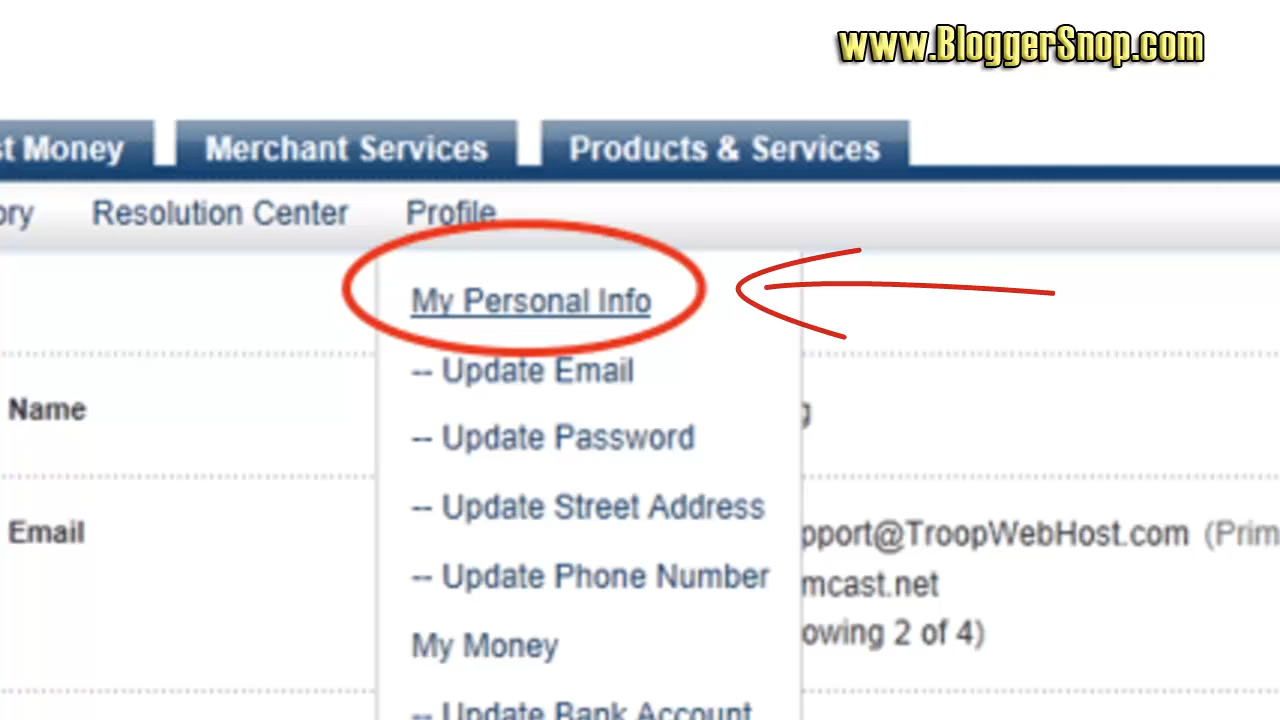 www.BloggerSnop.com
st Money Merchant Services Products & Services
ory Resolution Center Profile
My Personal Info
-- Update Email
Name g
-- Update Password
-- Update Street Address
Email pport@TroopWebHost.com (Prim
-- Update Phone Number mcast.net
owing 2 of 4)
My Money
-- Update Bank Account